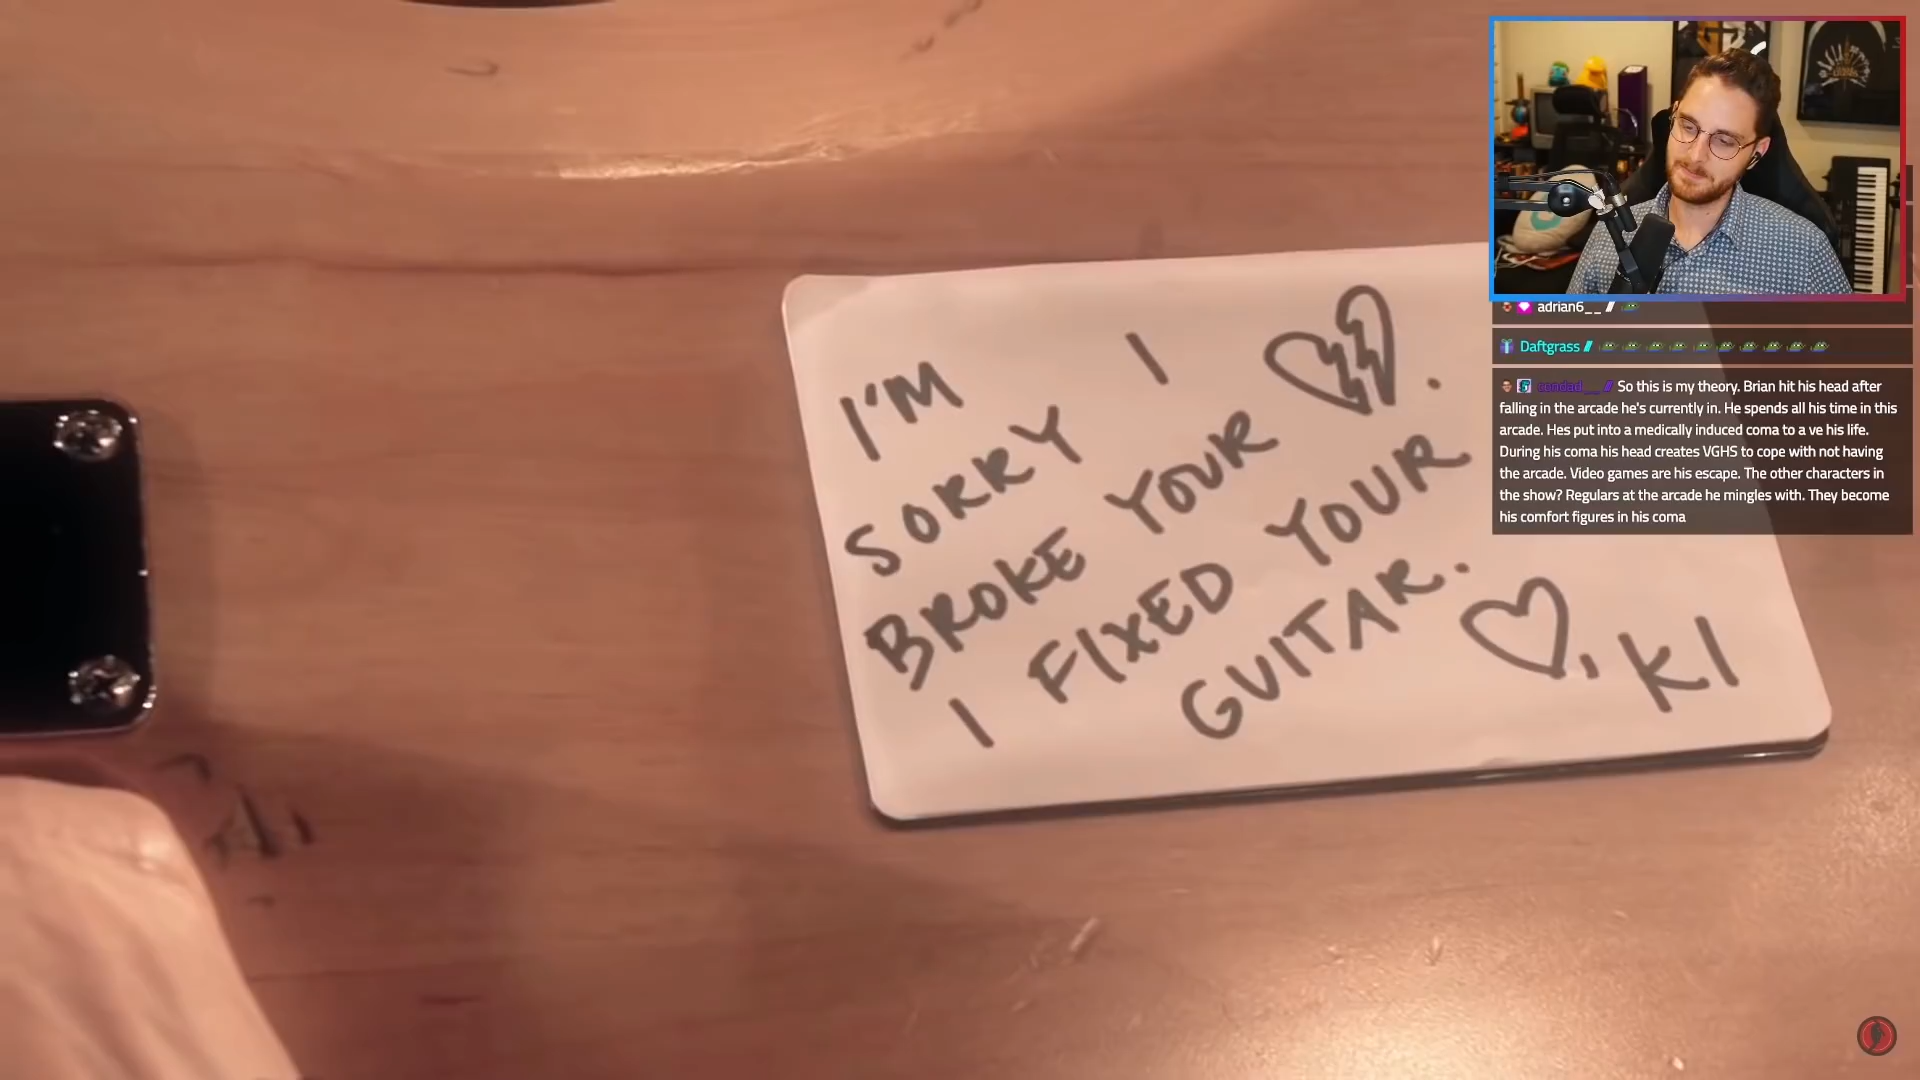 I'M
SORRY I
BROKE YOUR
I FIXED YOUR
GUITAR.
, KI
adrian6__ //
Daftgrass //
condad__ // So this is my theory. Brian hit his head after
falling in the arcade he's currently in. He spends all his time in this
arcade. Hes put into a medically induced coma to a ve his life.
During his coma his head creates VGHS to cope with not having
the arcade. Video games are his escape. The other characters in
the show? Regulars at the arcade he mingles with. They become
his comfort figures in his coma